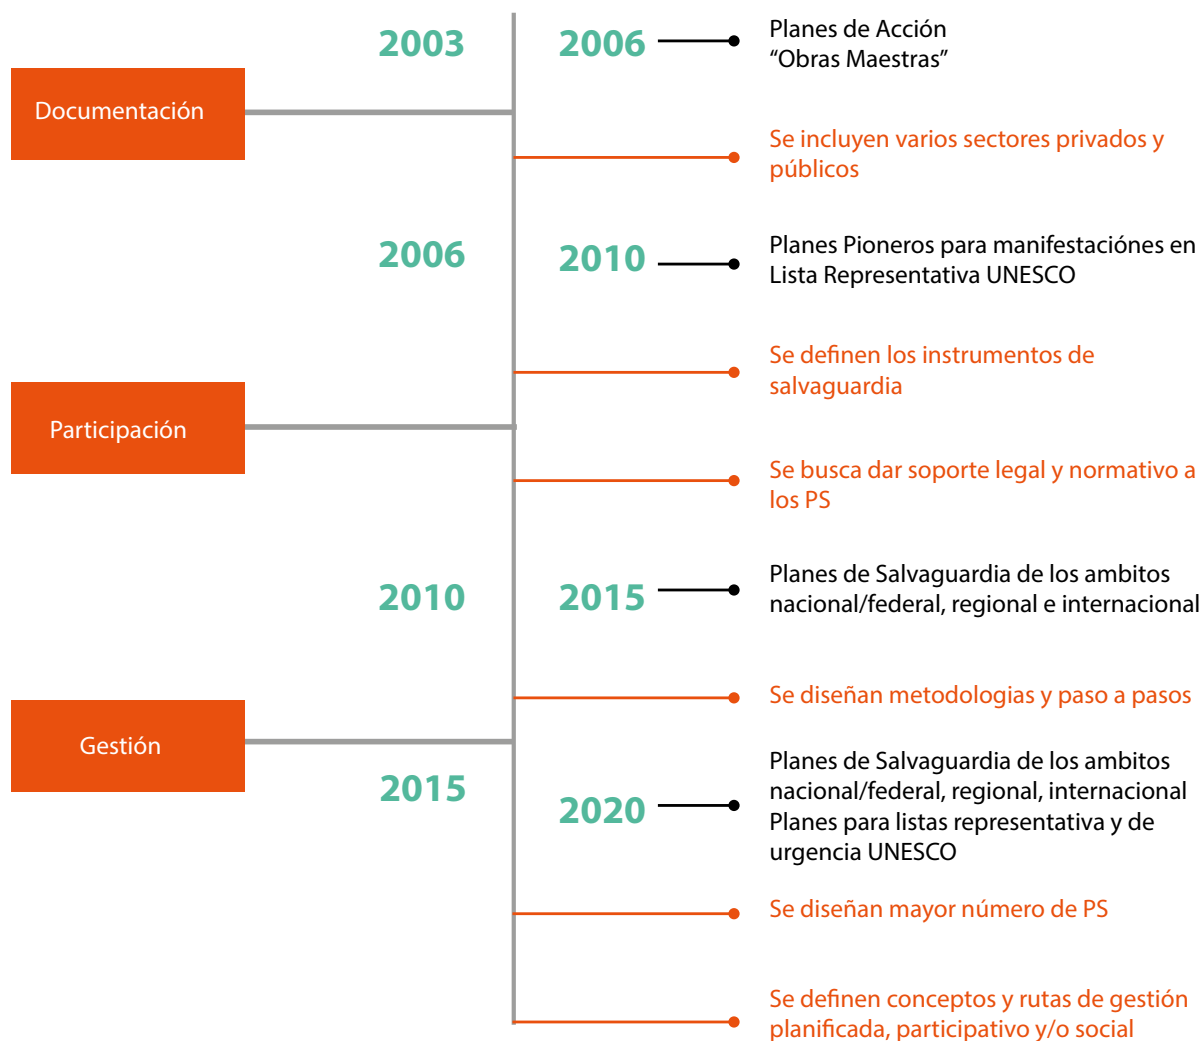 2003
2006
Planes de Acción
“Obras Maestras”
Documentación
Se incluyen varios sectores privados y
públicos
2006
2010
Planes Pioneros para manifestaciónes en
Lista Representativa UNESCO
Se definen los instrumentos de
salvaguardia
Participación
Se busca dar soporte legal y normativo a
los PS
2010
2015
Planes de Salvaguardia de los ambitos
nacional/federal, regional e internacional
Se diseñan metodologias y paso a pasos
Gestión
2015
2020
Planes de Salvaguardia de los ambitos
nacional/federal, regional, internacional
Planes para listas representativa y de
urgencia UNESCO
Se diseñan mayor número de PS
Se definen conceptos y rutas de gestión
planificada, participativo y/o social